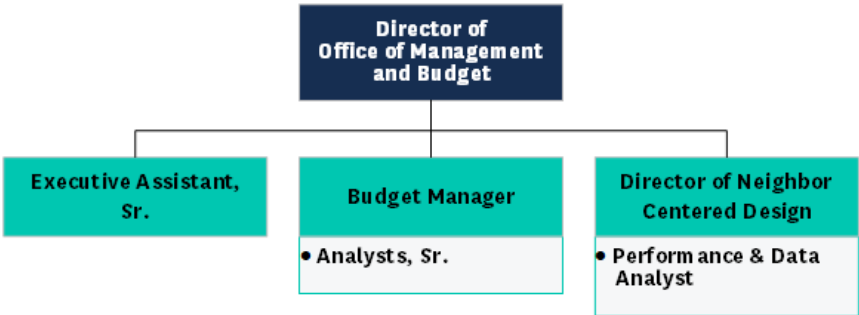 Director of
Office of Management
and Budget
Executive Assistant,
Sr.
Budget Manager
• Analysts, Sr.
Director of Neighbor
Centered Design
• Performance & Data
Analyst